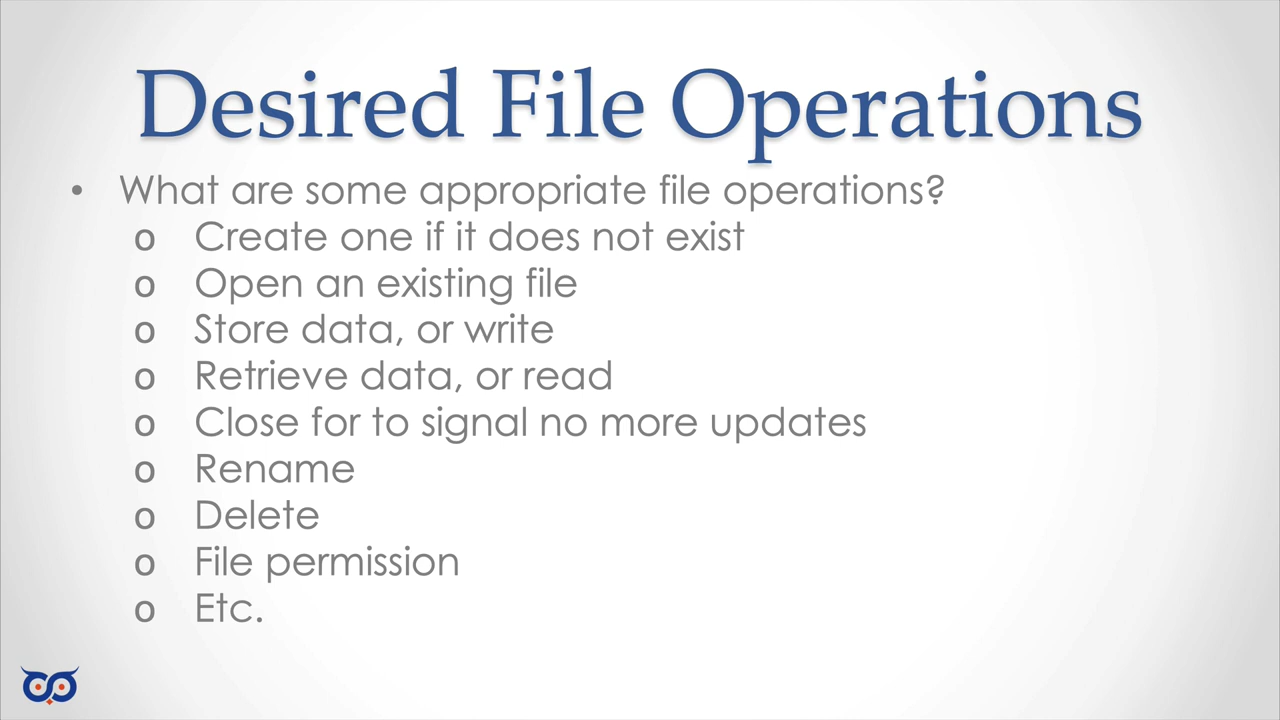 Desired File Operations
• What are some appropriate file operations?
o Create one if it does not exist
o Open an existing file
o Store data, or write
o Retrieve data, or read
o Close for to signal no more updates
o Rename
o Delete
o File permission
o Etc.